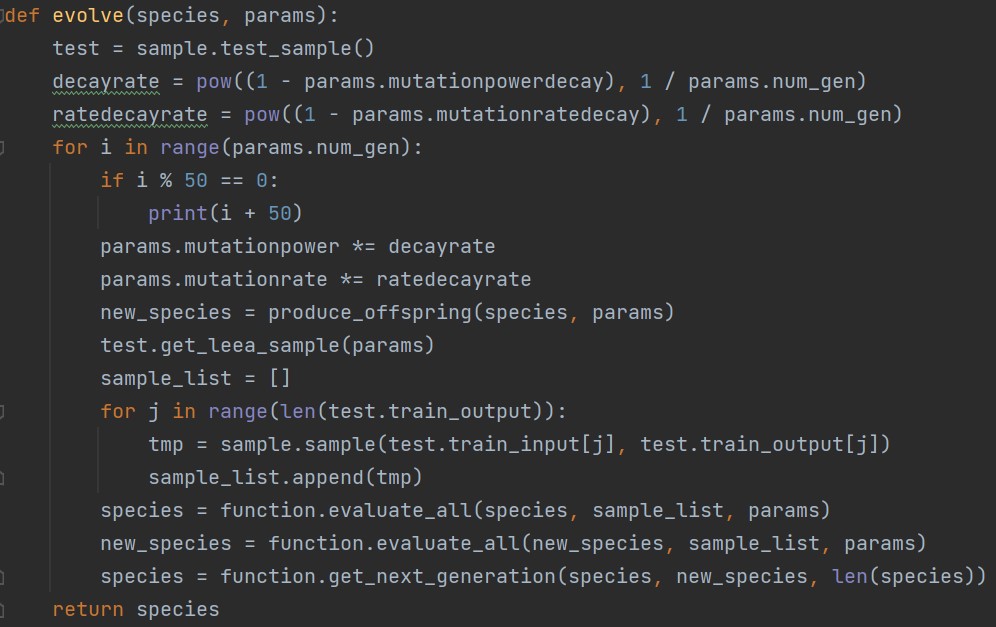 def evolve(species, params):
    test = sample.test_sample()
    decayrate = pow((1 - params.mutationpowerdecay), 1 / params.num_gen)
    ratedecayrate = pow((1 - params.mutationratedecay), 1 / params.num_gen)
    for i in range(params.num_gen):
        if i % 50 == 0:
            print(i + 50)
        params.mutationpower *= decayrate
        params.mutationrate *= ratedecayrate
        new_species = produce_offspring(species, params)
        test.get_leea_sample(params)
        sample_list = []
        for j in range(len(test.train_output)):
            tmp = sample.sample(test.train_input[j], test.train_output[j])
            sample_list.append(tmp)
        species = function.evaluate_all(species, sample_list, params)
        new_species = function.evaluate_all(new_species, sample_list, params)
        species = function.get_next_generation(species, new_species, len(species))
    return species